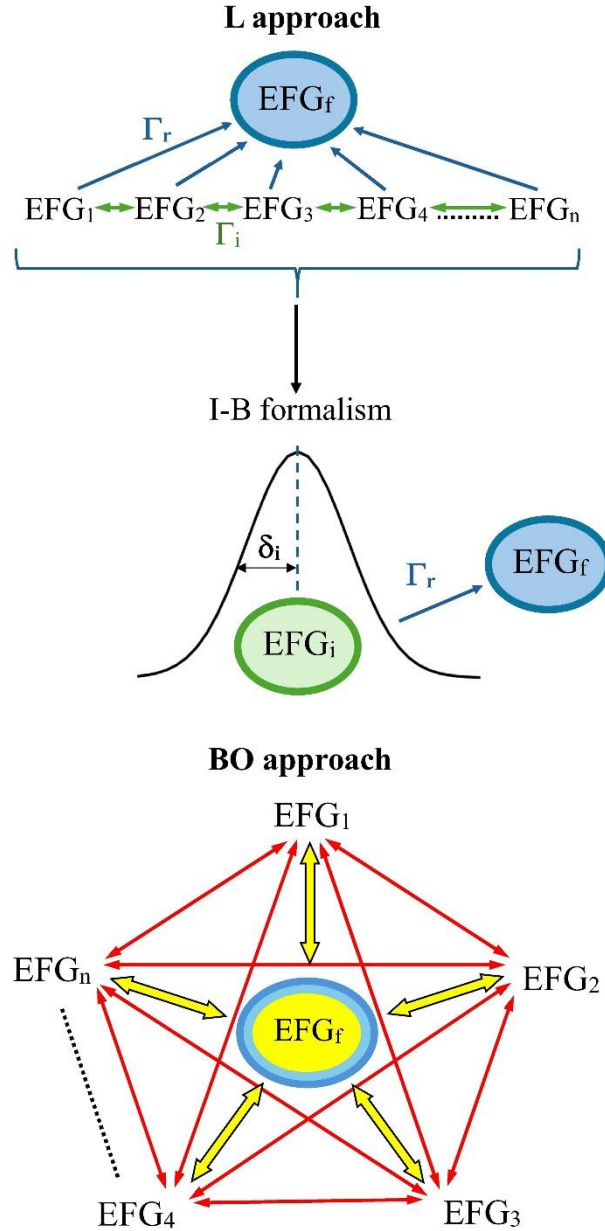 L approach
EFGf
Γr
EFG1 EFG2 EFG3 EFG4 ......... EFGn
Γi
I-B formalism
δi
Γr
EFGf
EFGi
BO approach
EFG1
EFGn
EFG2
EFGf
EFG4
EFG3